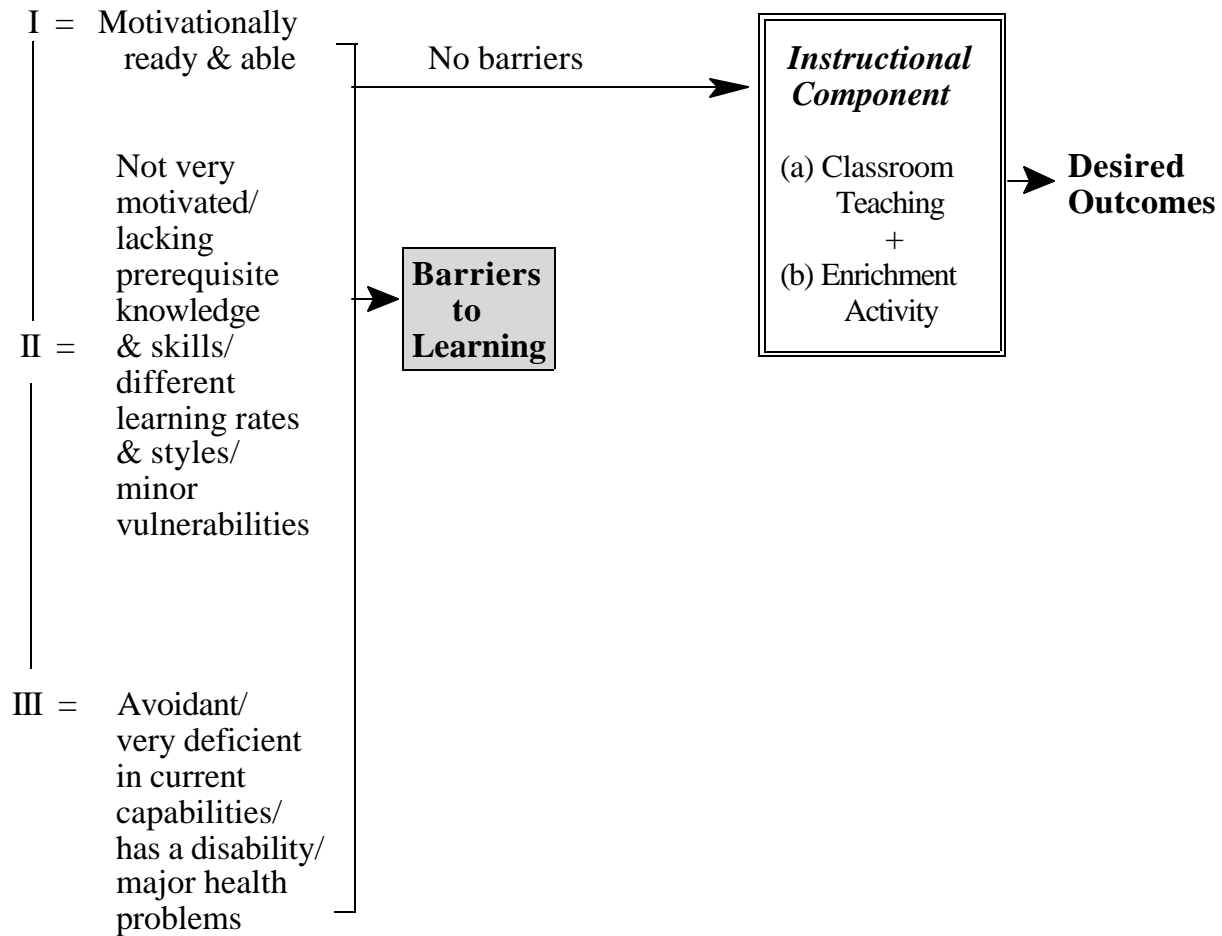 I = Motivationally
ready & able
No barriers
Not very
motivated/
lacking
prerequisite
knowledge
II = & skills/
different
learning rates
& styles/
minor
vulnerabilities
III = Avoidant/
very deficient
in current
capabilities/
has a disability/
major health
problems
Barriers
to
Learning
Instructional
Component
(a) Classroom
Teaching
+
(b) Enrichment
Activity
Desired
Outcomes